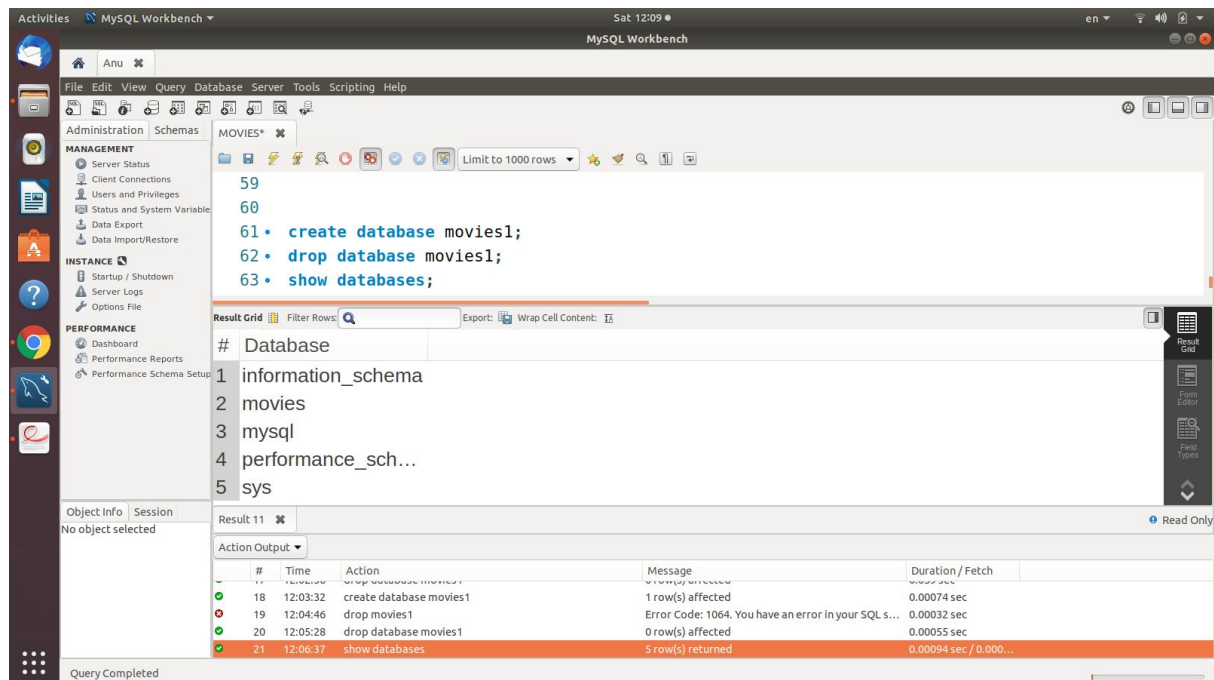 Activities MySQL Workbench Sat 12:09 en
MySQL Workbench
Anu
File Edit View Query Database Server Tools Scripting Help
Administration Schemas
MANAGEMENT
Server Status
Client Connections
Users and Privileges
Status and System Variable
Data Export
Data Import/Restore
INSTANCE
Startup / Shutdown
Server Logs
Options File
PERFORMANCE
Dashboard
Performance Reports
Performance Schema Setup
Object Info Session
No object selected
MOVIES*
Limit to 1000 rows
59
60
61 create database movies1;
62 drop database movies1;
63 show databases;
Result Grid Filter Rows: Export: Wrap Cell Content:
# Database
1 information_schema
2 movies
3 mysql
4 performance_sch...
5 sys
Result Grid
Form Editor
Field Types
Result 11 Read Only
Action Output
# Time Action Message Duration / Fetch
18 12:03:32 create database movies1 1 row(s) affected 0.00074 sec
19 12:04:46 drop movies1 Error Code: 1064. You have an error in your SQL s... 0.00032 sec
20 12:05:28 drop database movies1 0 row(s) affected 0.00055 sec
21 12:06:37 show databases 5 row(s) returned 0.00094 sec / 0.000...
Query Completed